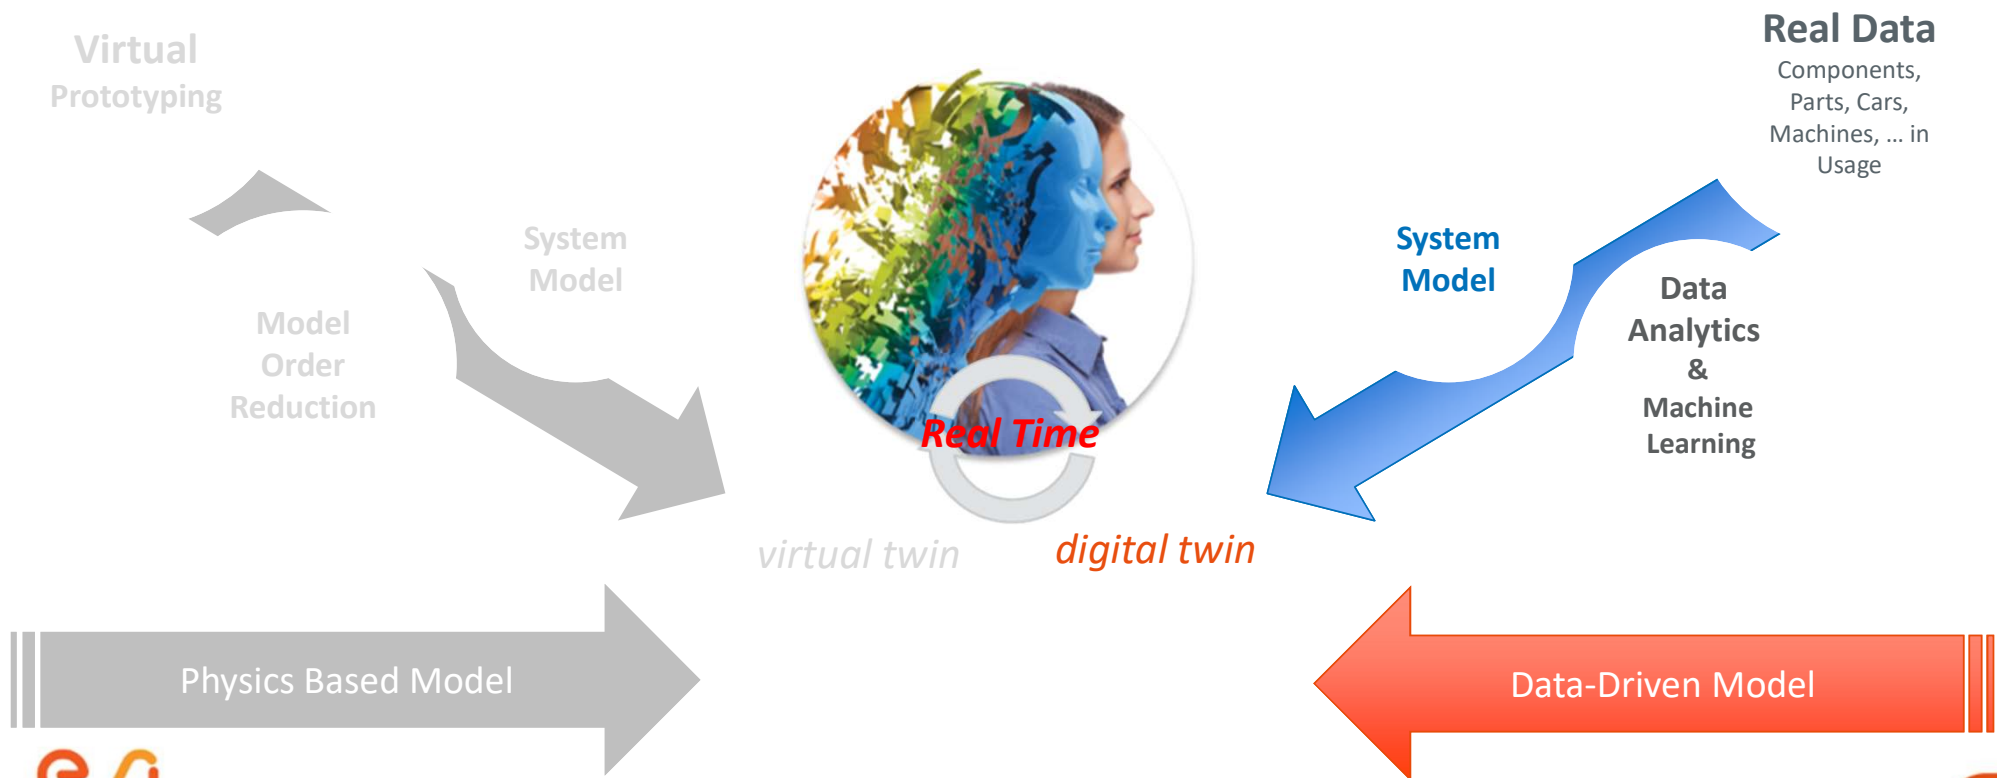 Virtual
Prototyping
Model
Order
Reduction
System
Model
Real Time
virtual twin
digital twin
System
Model
Real Data
Components,
Parts, Cars,
Machines, ... in
Usage
Data
Analytics
&
Machine
Learning
Physics Based Model
Data-Driven Model